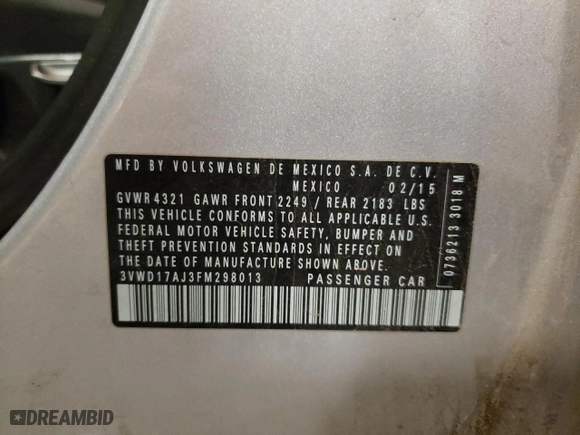 MFD BY VOLKSWAGEN DE MEXICO S.A. DE C.V.
MEXICO 02/15
GVWR 4321 GAWR FRONT 2249 / REAR 2183 LBS
THIS VEHICLE CONFORMS TO ALL APPLICABLE U.S.
FEDERAL MOTOR VEHICLE SAFETY, BUMPER AND
THEFT PREVENTION STANDARDS IN EFFECT ON
THE DATE OF MANUFACTURE SHOWN ABOVE.
3VWD17AJ3FM298013 PASSENGER CAR
0736213 3018 M
DREAMBID